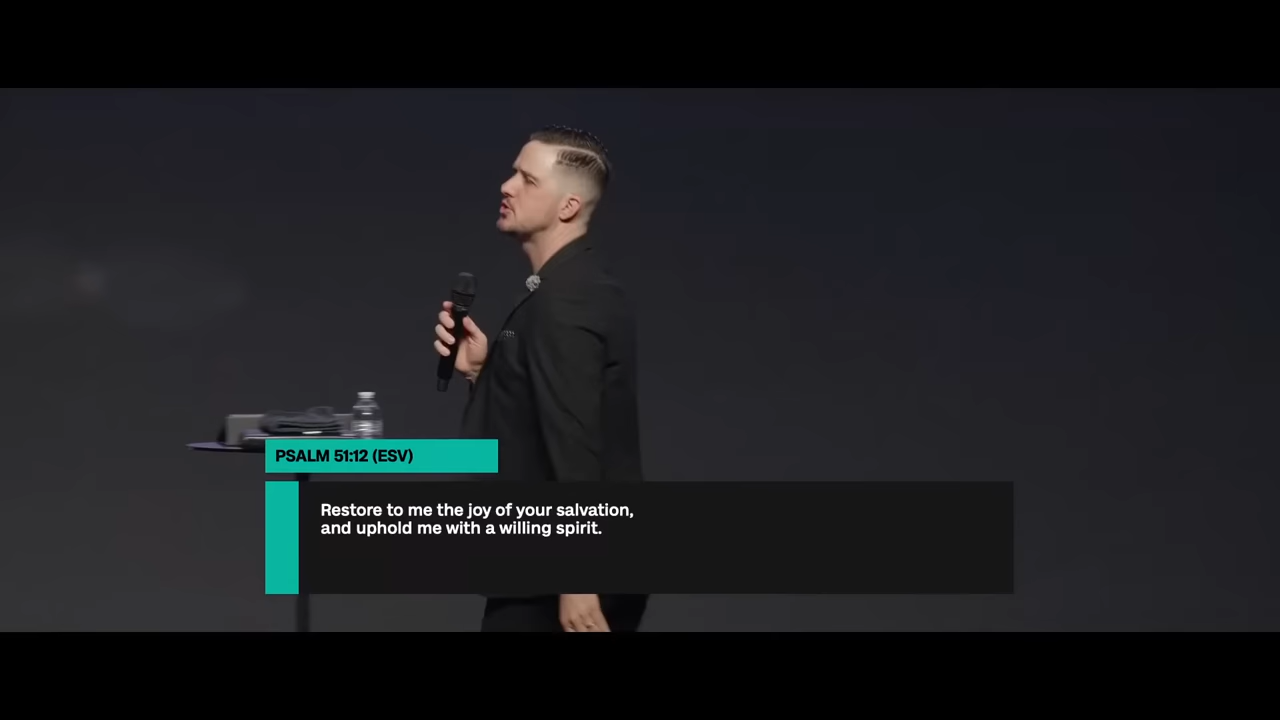 PSALM 51:12 (ESV)
Restore to me the joy of your salvation,
and uphold me with a willing spirit.